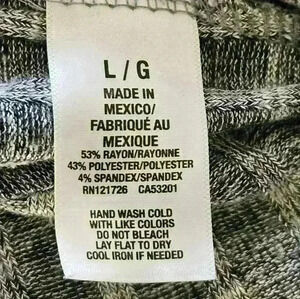 L / G
MADE IN
MEXICO/
FABRIQUÉ AU
MEXIQUE
53% RAYON/RAYONNE
43% POLYESTER/POLYESTER
4% SPANDEX/SPANDEX
RN121726 CA53201
HAND WASH COLD
WITH LIKE COLORS
DO NOT BLEACH
LAY FLAT TO DRY
COOL IRON IF NEEDED